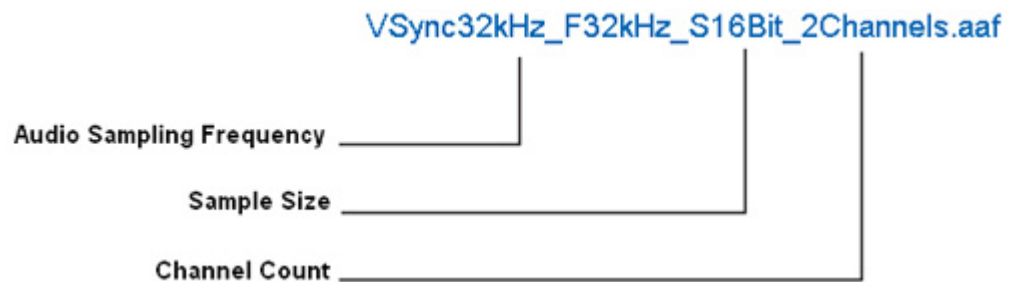 VSync32kHz_F32kHz_S16Bit_2Channels.aaf
Audio Sampling Frequency
Sample Size
Channel Count